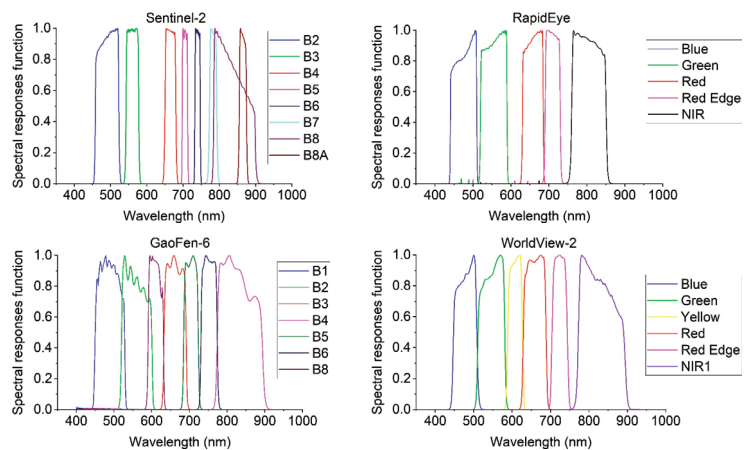 Sentinel-2
Spectral responses function
1.0
0.8
0.6
0.4
0.2
0.0
400 500 600 700 800 900 1000
Wavelength (nm)
B2
B3
B4
B5
B6
B7
B8
B8A
RapidEye
Spectral responses function
1.0
0.8
0.6
0.4
0.2
0.0
400 500 600 700 800 900 1000
Wavelength (nm)
Blue
Green
Red
Red Edge
NIR
GaoFen-6
Spectral responses function
1.0
0.8
0.6
0.4
0.2
0.0
400 500 600 700 800 900 1000
Wavelength (nm)
B1
B2
B3
B4
B5
B6
B8
WorldView-2
Spectral responses function
1.0
0.8
0.6
0.4
0.2
0.0
400 500 600 700 800 900 1000
Wavelength (nm)
Blue
Green
Yellow
Red
Red Edge
NIR1